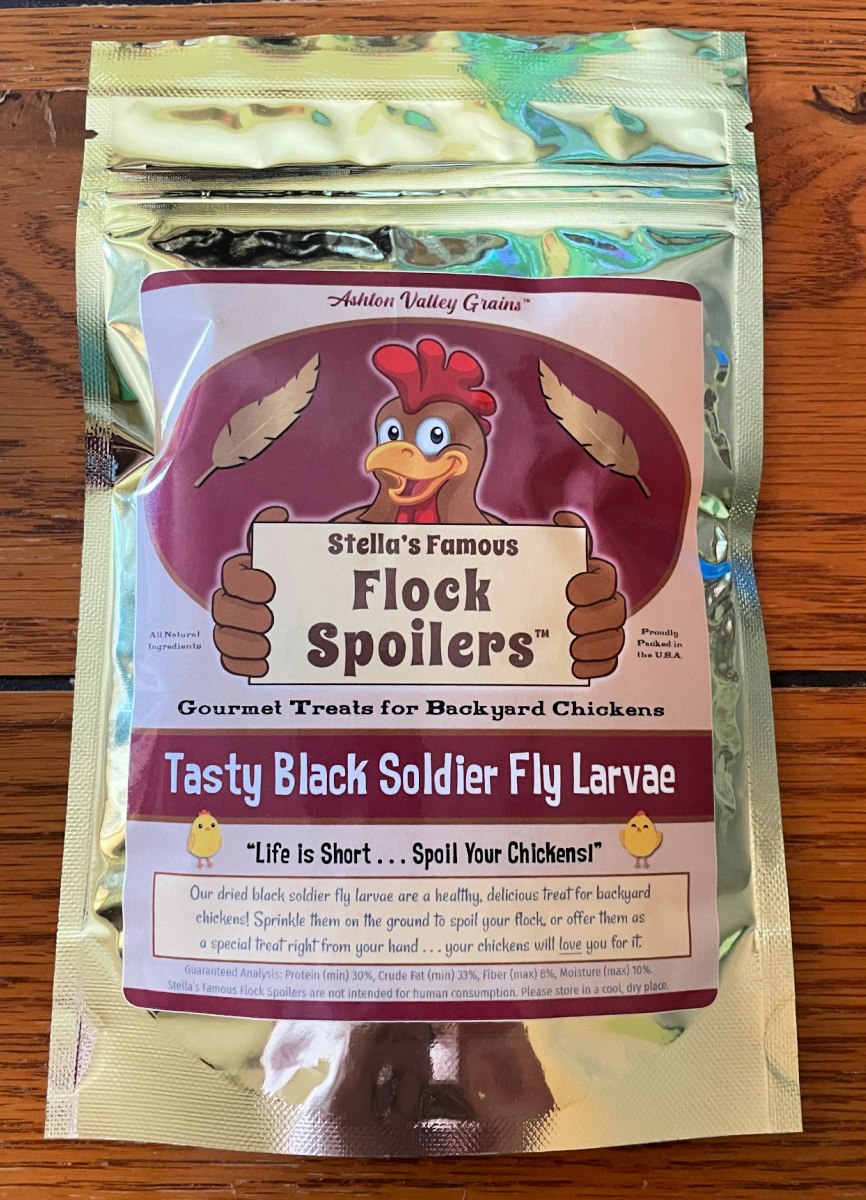 Ashton Valley Grains™
Stella's Famous
Flock
Spoilers™
All Natural
Ingredients
Proudly
Packed in
the U.S.A.
Gourmet Treats for Backyard Chickens
Tasty Black Soldier Fly Larvae
“Life is Short . . . Spoil Your Chickens!”
Our dried black soldier fly larvae are a healthy, delicious treat for backyard
chickens! Sprinkle them on the ground to spoil your flock, or offer them as
a special treat right from your hand . . . your chickens will love you for it.
Guaranteed Analysis: Protein (min) 30%, Crude Fat (min) 33%, Fiber (max) 8%, Moisture (max) 10%.
Stella's Famous Flock Spoilers are not intended for human consumption. Please store in a cool, dry place.